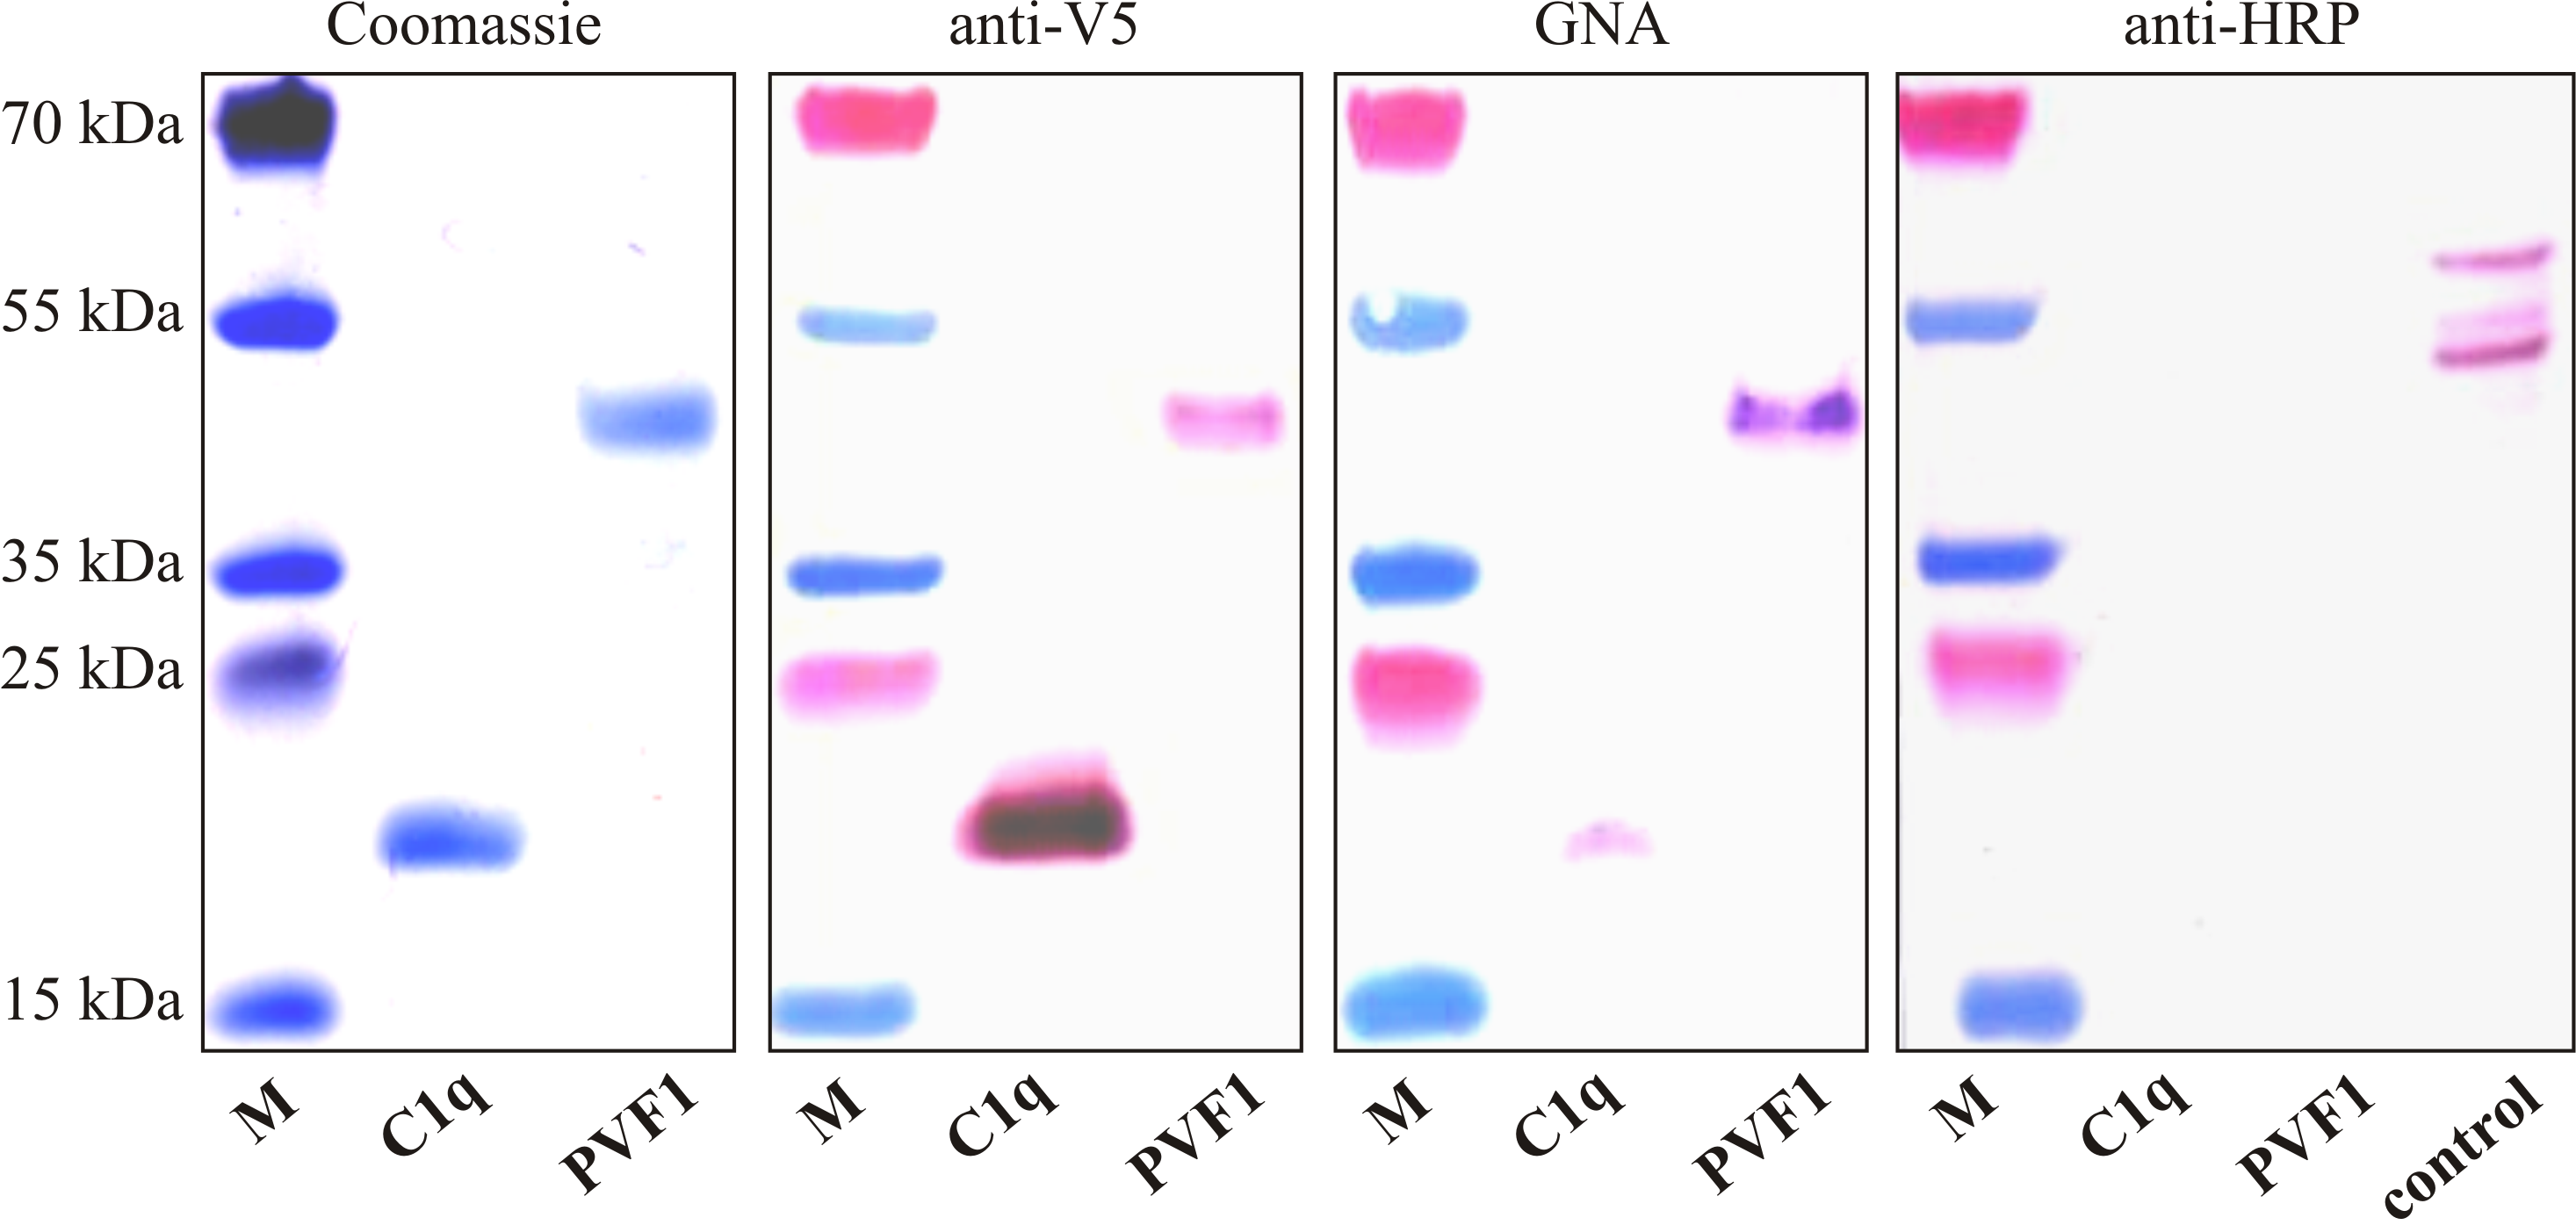 Coomassie anti-V5 GNA anti-HRP
70 kDa
55 kDa
35 kDa
25 kDa
15 kDa
M C1q PVF1 M C1q PVF1 M C1q PVF1 M C1q PVF1 control